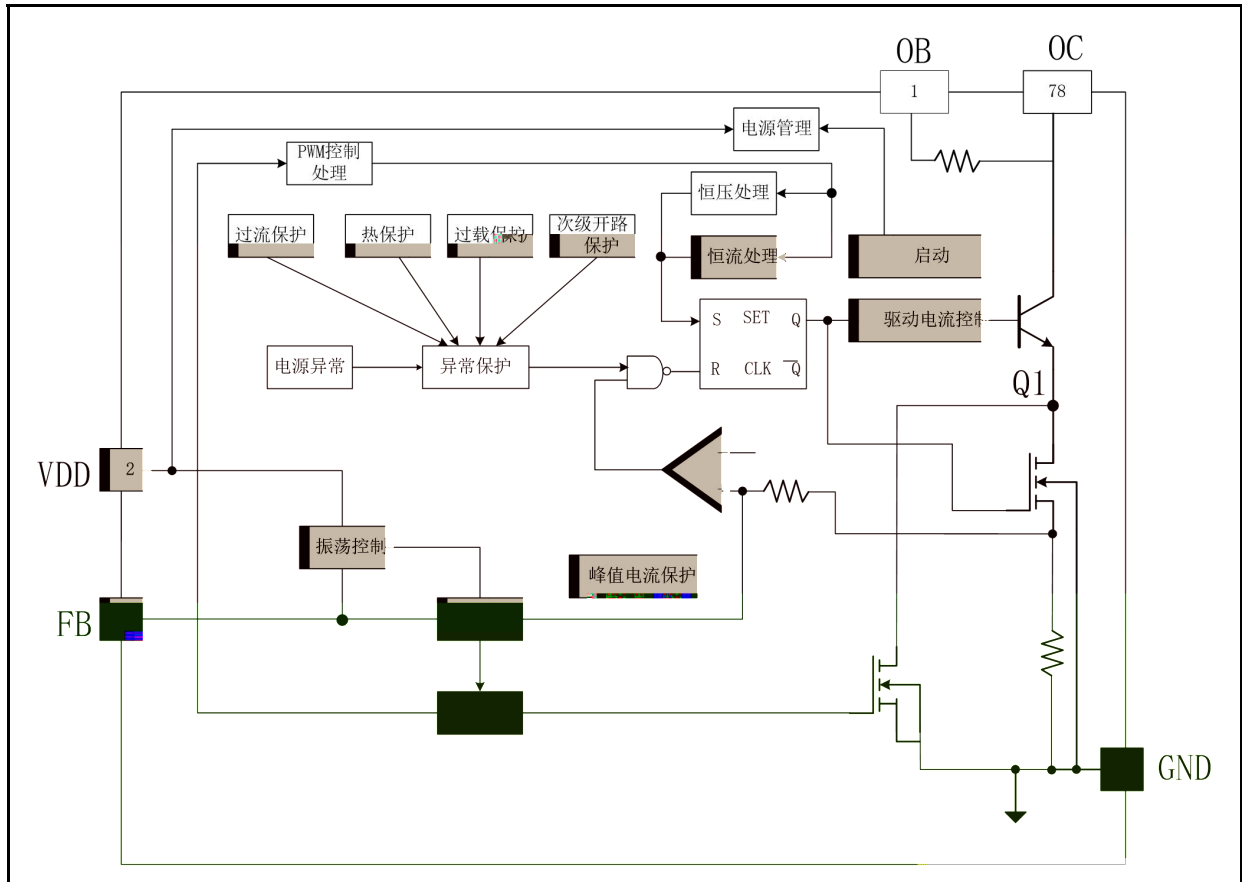 OB
OC
1
78
电源管理
PWM控制
处理
恒压处理
过流保护
热保护
过载保护
次级开路
保护
恒流处理
启动
S
SET
Q
驱动电流控制
电源异常
异常保护
R
CLK
Q
Q1
VDD
2
振荡控制
峰值电流保护
FB
GND